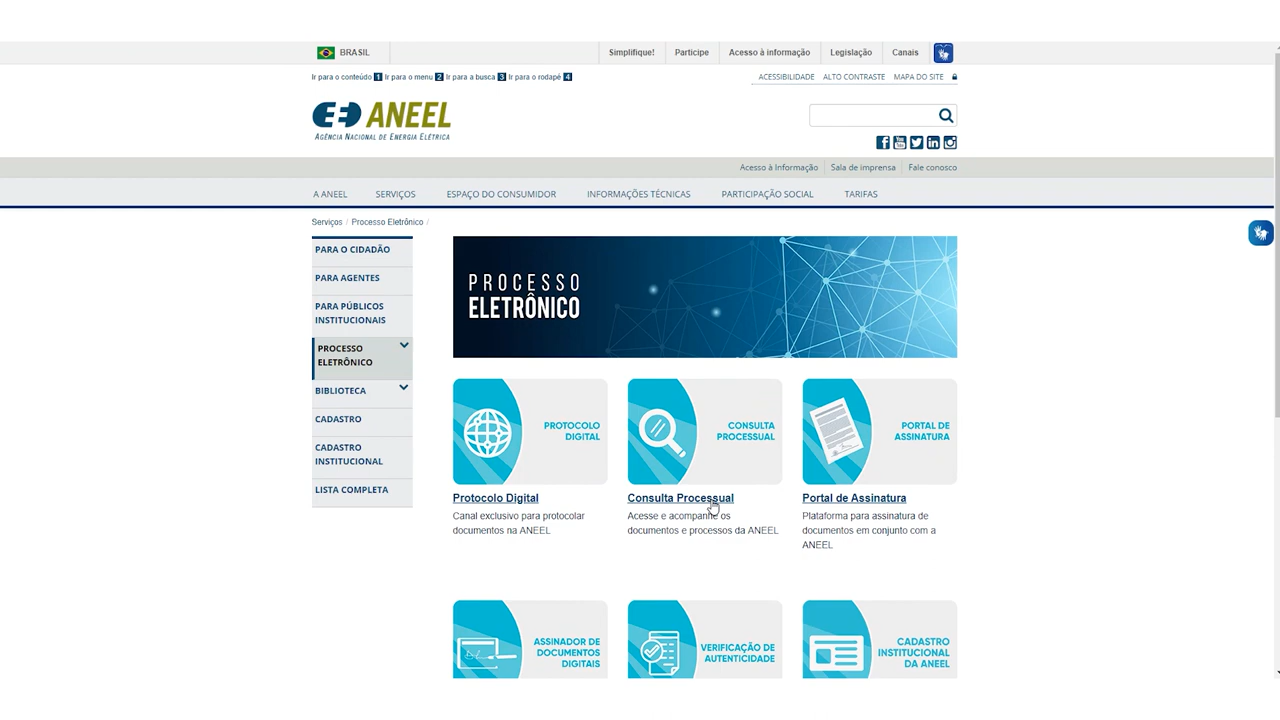 BRASIL
Simplifique!
Participe
Acesso à informação
Legislação
Canais
Ir para o conteúdo 1 Ir para o menu 2 Ir para a busca 3 Ir para o rodapé 4
ACESSIBILIDADE
ALTO CONTRASTE
MAPA DO SITE
ANEEL
AGÊNCIA NACIONAL DE ENERGIA ELÉTRICA
Acesso à Informação
Sala de imprensa
Fale conosco
A ANEEL
SERVIÇOS
ESPAÇO DO CONSUMIDOR
INFORMAÇÕES TÉCNICAS
PARTICIPAÇÃO SOCIAL
TARIFAS
Serviços / Processo Eletrônico /
PARA O CIDADÃO
PARA AGENTES
PARA PÚBLICOS
INSTITUCIONAIS
PROCESSO
ELETRÔNICO
BIBLIOTECA
CADASTRO
CADASTRO
INSTITUCIONAL
LISTA COMPLETA
PROCESSO
ELETRÔNICO
PROTOCOLO
DIGITAL
Protocolo Digital
Canal exclusivo para protocolar
documentos na ANEEL
CONSULTA
PROCESSUAL
Consulta Processual
Acesse e acompanhe os
documentos e processos da ANEEL
PORTAL DE
ASSINATURA
Portal de Assinatura
Plataforma para assinatura de
documentos em conjunto com a
ANEEL
ASSINADOR DE
DOCUMENTOS
DIGITAIS
VERIFICAÇÃO DE
AUTENTICIDADE
CADASTRO
INSTITUCIONAL
DA ANEEL